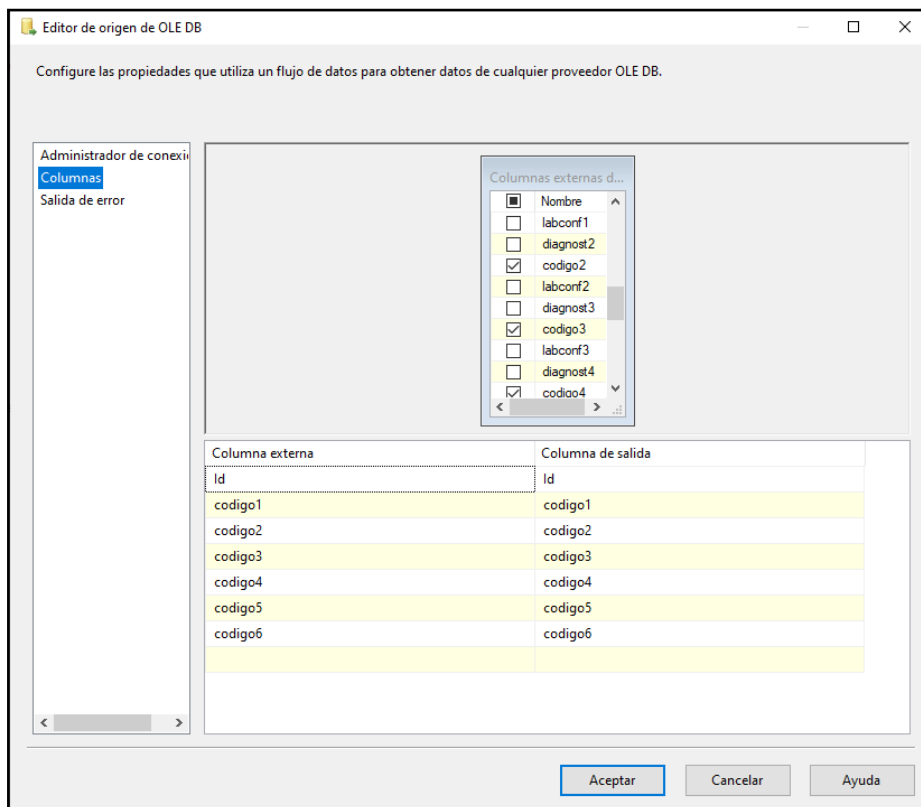 Editor de origen de OLE DB
Configure las propiedades que utiliza un flujo de datos para obtener datos de cualquier proveedor OLE DB.
Administrador de conexi
Columnas
Salida de error
Columnas externas d...
Nombre
labconf1
diagnost2
codigo2
labconf2
diagnost3
codigo3
labconf3
diagnost4
codigo4
Columna externa Columna de salida
Id Id
codigo1 codigo1
codigo2 codigo2
codigo3 codigo3
codigo4 codigo4
codigo5 codigo5
codigo6 codigo6
Aceptar Cancelar Ayuda